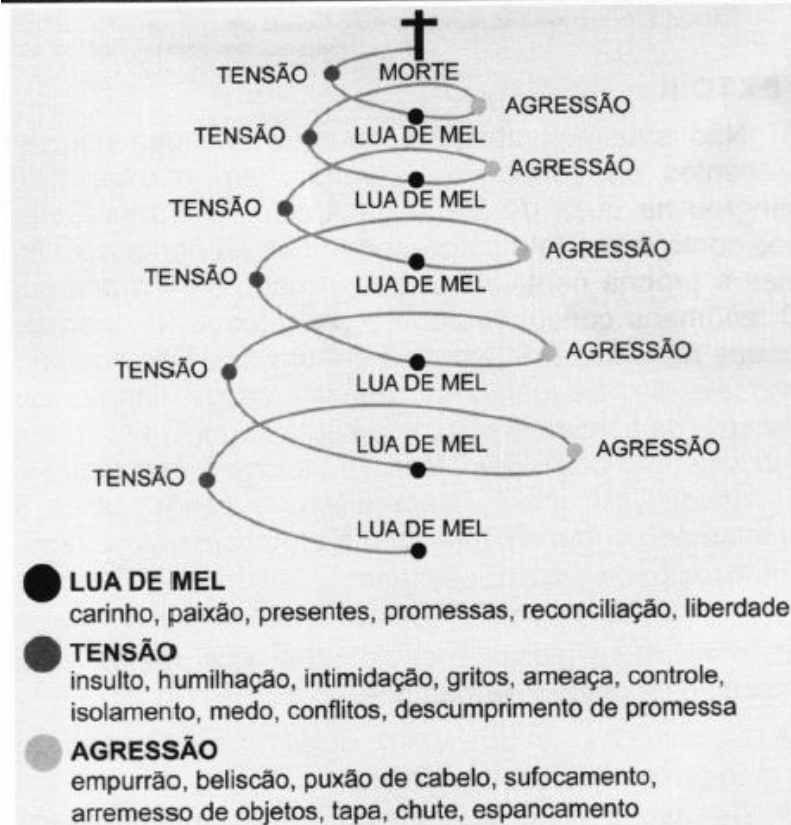 TENSÃO
MORTE
AGRESSÃO
TENSÃO
LUA DE MEL
AGRESSÃO
TENSÃO
LUA DE MEL
AGRESSÃO
TENSÃO
LUA DE MEL
AGRESSÃO
TENSÃO
LUA DE MEL
AGRESSÃO
TENSÃO
LUA DE MEL
LUA DE MEL
LUA DE MEL
carinho, paixão, presentes, promessas, reconciliação, liberdade
TENSÃO
insulto, humilhação, intimidação, gritos, ameaça, controle,
isolamento, medo, conflitos, descumprimento de promessa
AGRESSÃO
empurrão, beliscão, puxão de cabelo, sufocamento,
arremesso de objetos, tapa, chute, espancamento